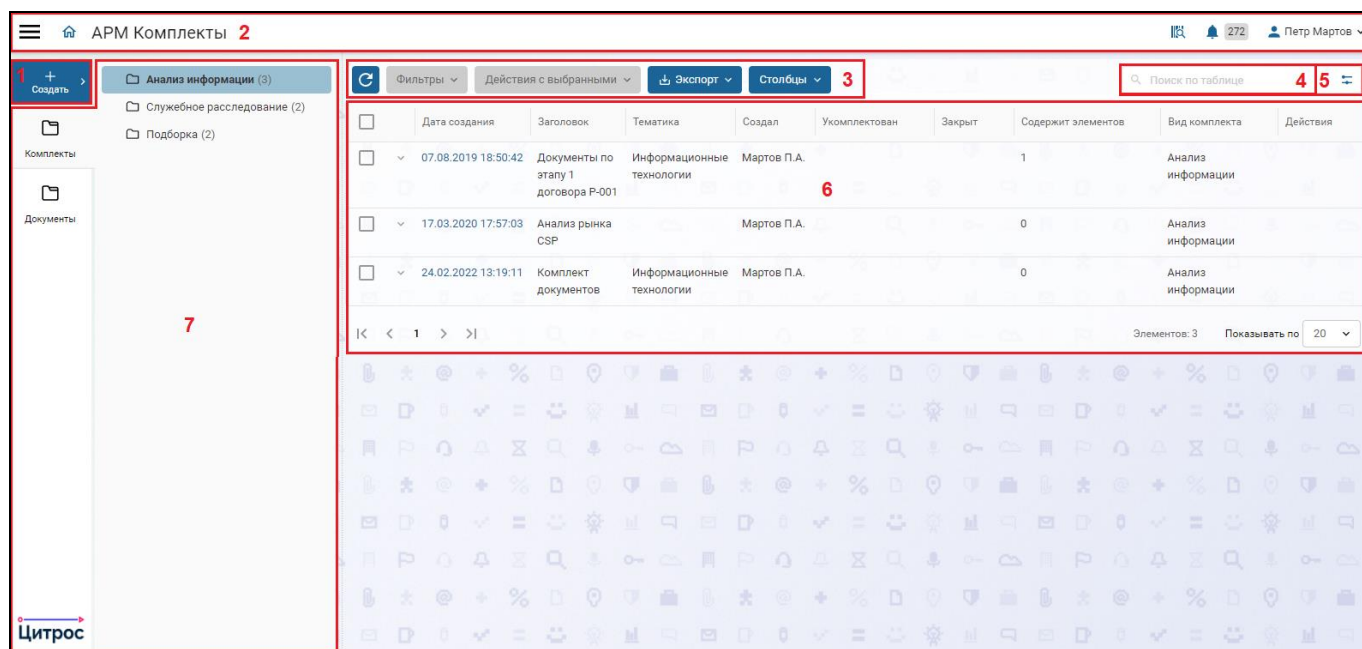 АРМ Комплекты 2 272 Петр Мартов
1 + Создать
Анализ информации (3)
Служебное расследование (2)
Подборка (2)
Комплекты
Документы
7
Цитрос
Фильтры Действия с выбранными Экспорт Столбцы 3 Поиск по таблице 4 5
Дата создания Заголовок Тематика Создал Укомплектован Закрыт Содержит элементов Вид комплекта Действия
07.08.2019 18:50:42 Документы по Информационные Мартов П.А. 1 Анализ
этапу 1 технологии информации
договора Р-001
6
17.03.2020 17:57:03 Анализ рынка Мартов П.А. 0 Анализ
CSP информации
24.02.2022 13:19:11 Комплект Информационные Мартов П.А. 0 Анализ
документов технологии информации
1 Элементов: 3 Показывать по 20